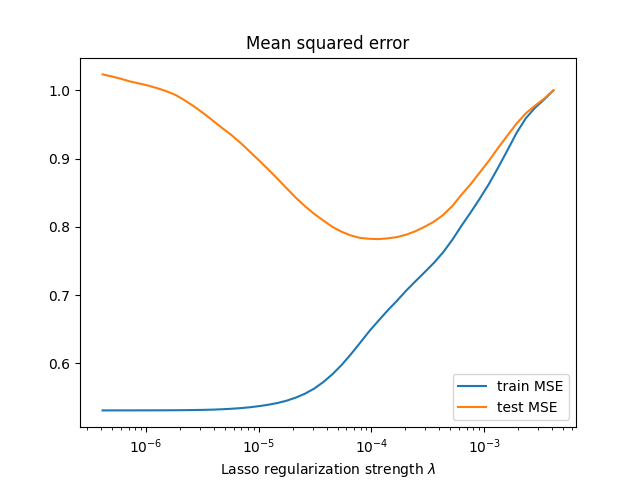 Mean squared error
1.0
0.9
0.8
0.7
0.6
train MSE
test MSE
10⁻⁶ 10⁻⁵ 10⁻⁴ 10⁻³
Lasso regularization strength λ